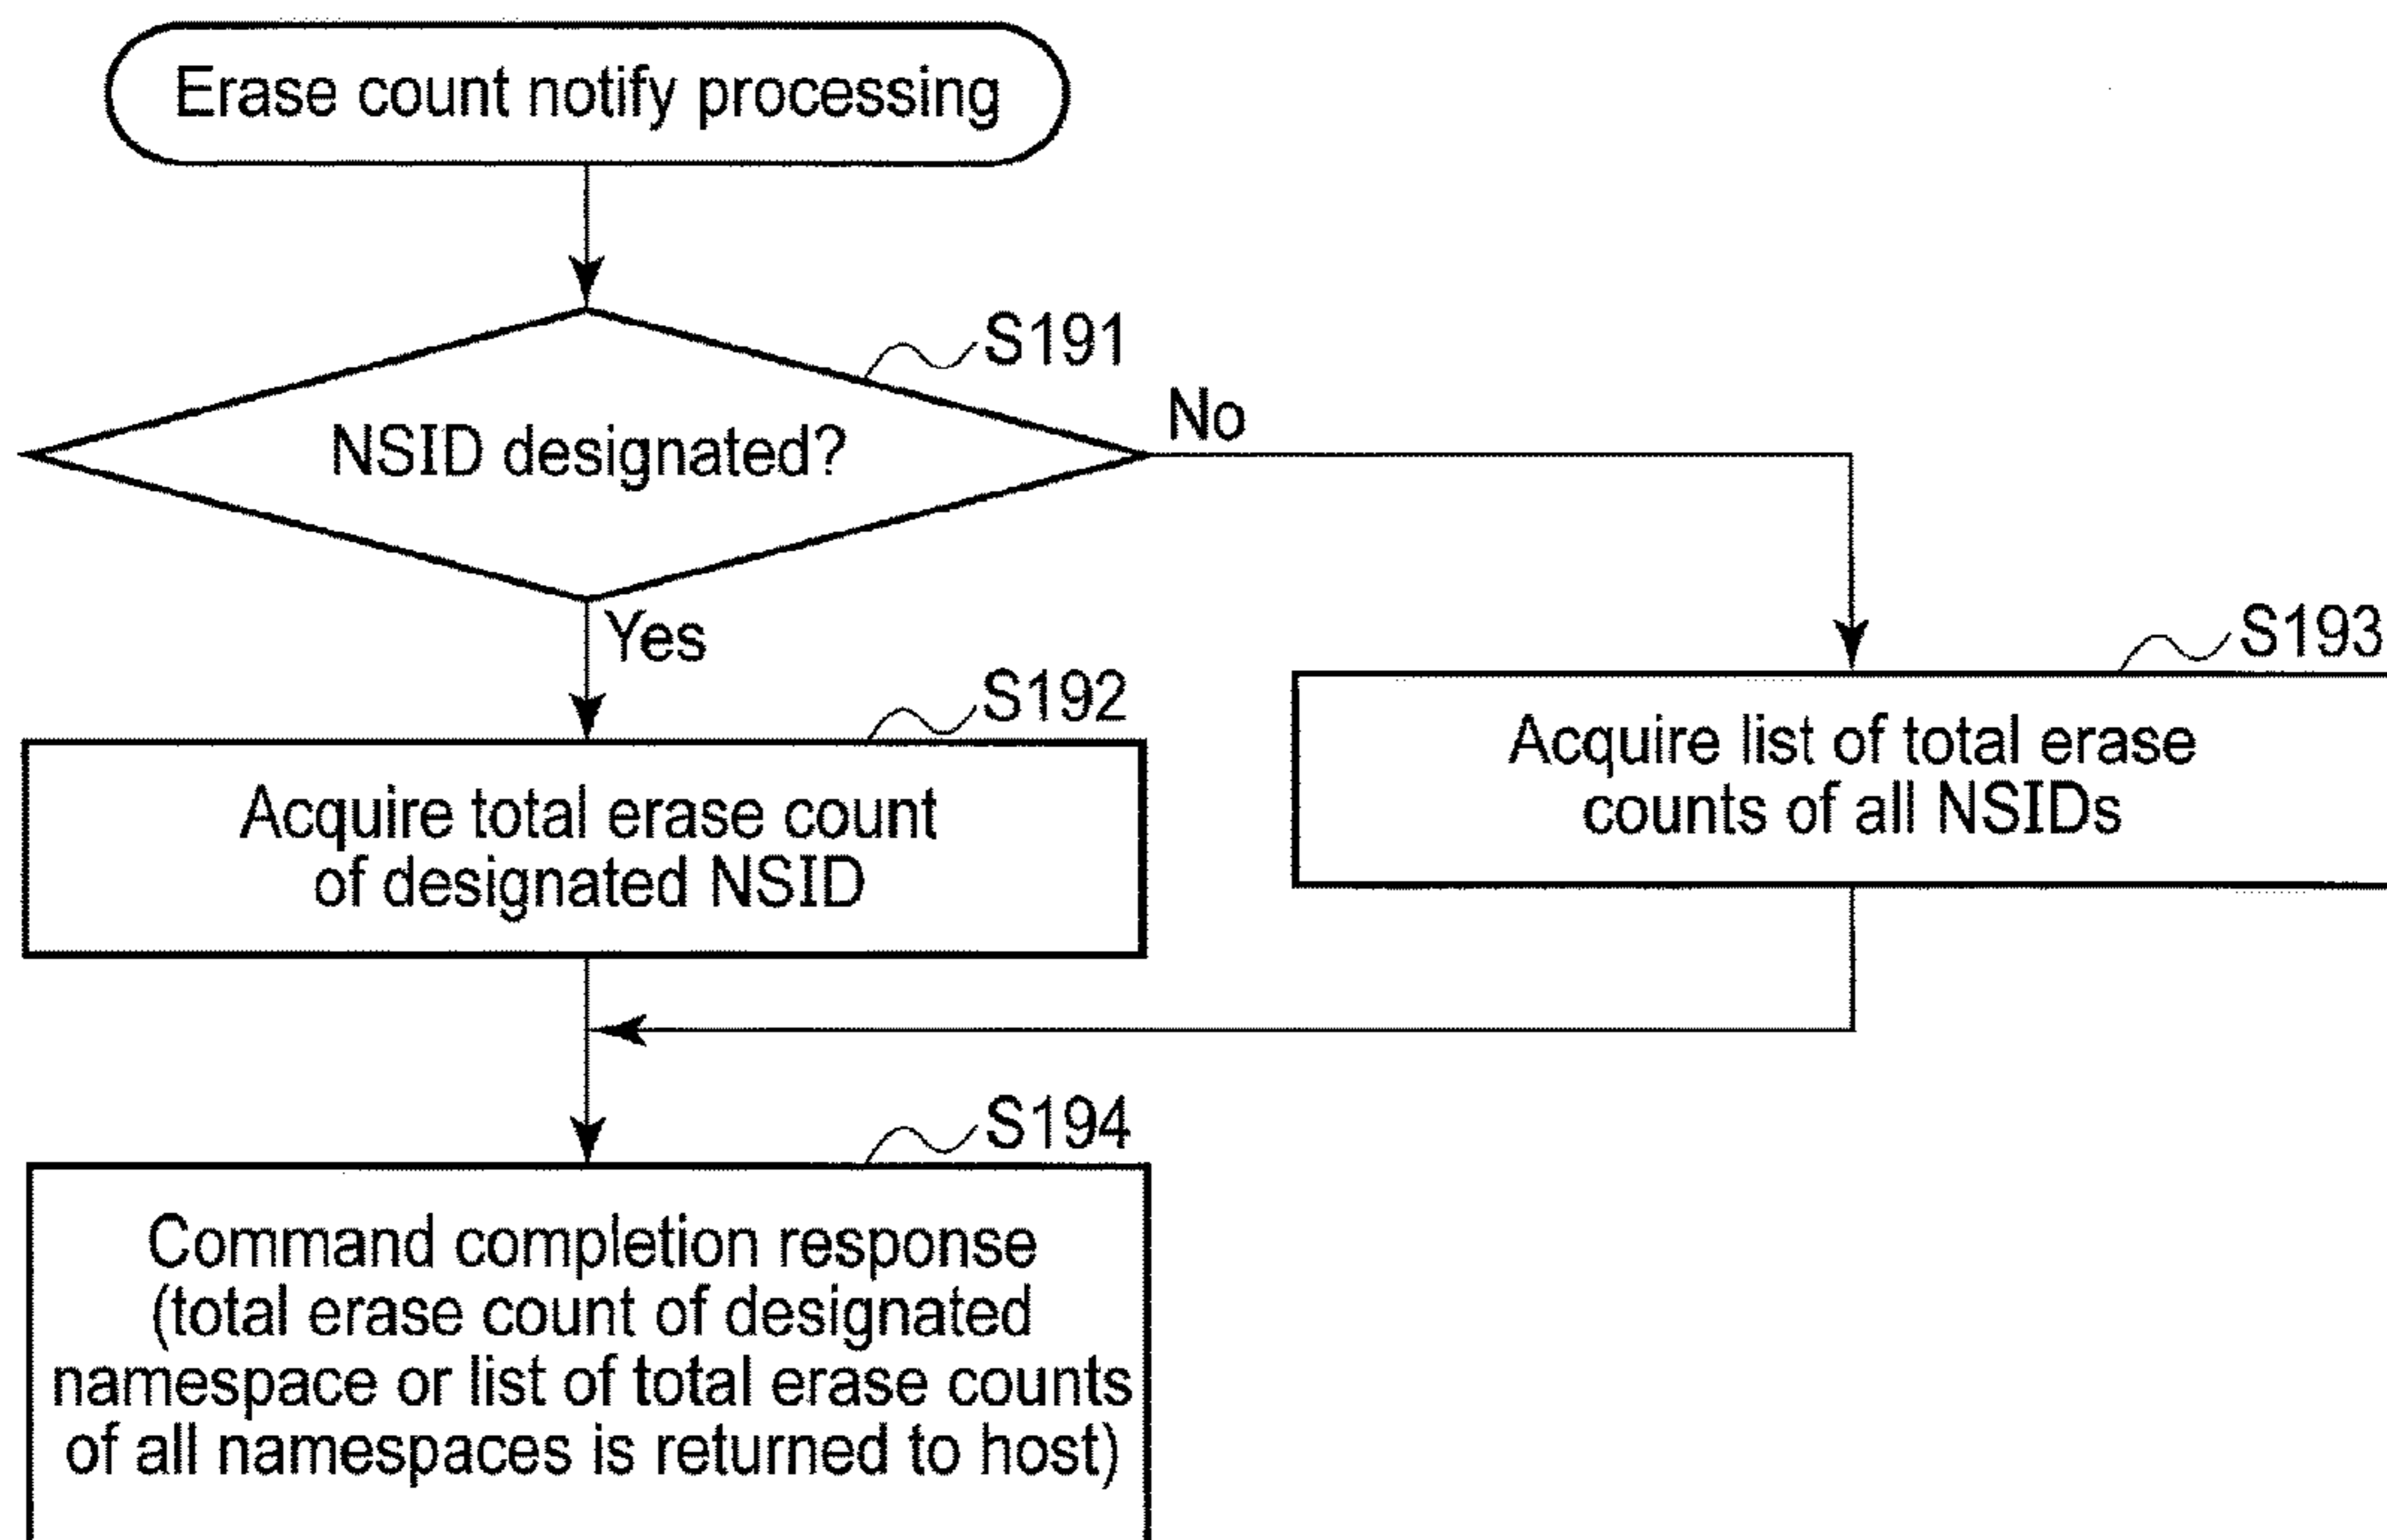 Erase count notify processing
S191
NSID designated?
No
Yes
S192
Acquire total erase count
of designated NSID
S193
Acquire list of total erase
counts of all NSIDs
S194
Command completion response
(total erase count of designated
namespace or list of total erase counts
of all namespaces is returned to host)